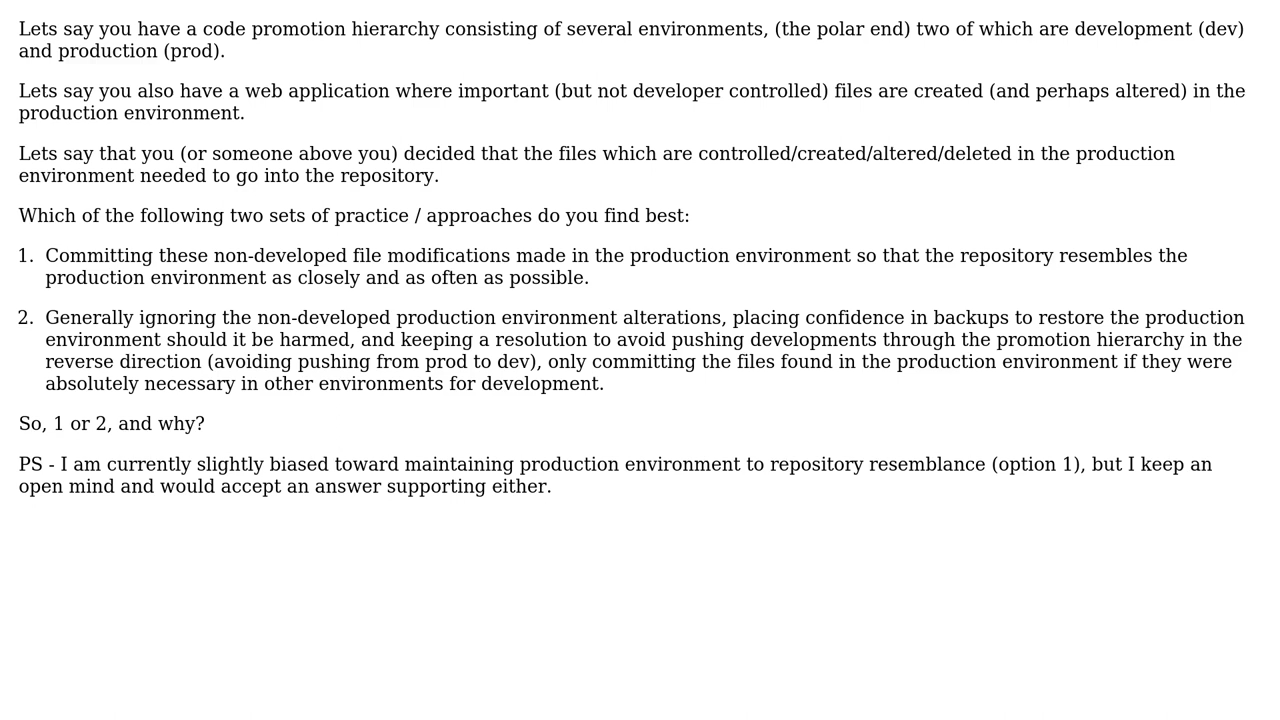 Lets say you have a code promotion hierarchy consisting of several environments, (the polar end) two of which are development (dev)
and production (prod).
Lets say you also have a web application where important (but not developer controlled) files are created (and perhaps altered) in the
production environment.
Lets say that you (or someone above you) decided that the files which are controlled/created/altered/deleted in the production
environment needed to go into the repository.
Which of the following two sets of practice / approaches do you find best:
1. Committing these non-developed file modifications made in the production environment so that the repository resembles the
production environment as closely and as often as possible.
2. Generally ignoring the non-developed production environment alterations, placing confidence in backups to restore the production
environment should it be harmed, and keeping a resolution to avoid pushing developments through the promotion hierarchy in the
reverse direction (avoiding pushing from prod to dev), only committing the files found in the production environment if they were
absolutely necessary in other environments for development.
So, 1 or 2, and why?
PS - I am currently slightly biased toward maintaining production environment to repository resemblance (option 1), but I keep an
open mind and would accept an answer supporting either.